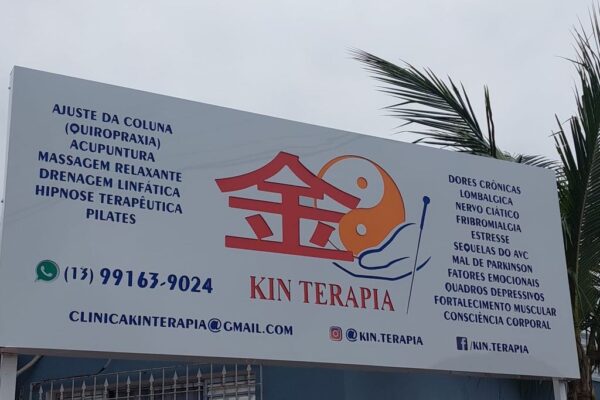 AJUSTE DA COLUNA
(QUIROPRAXIA)
ACUPUNTURA
MASSAGEM RELAXANTE
DRENAGEM LINFÁTICA
HIPNOSE TERAPÊUTICA
PILATES
(13) 99163-9024
CLINICAKINTERAPIA@GMAIL.COM
金
KIN TERAPIA
@KIN.TERAPIA
DORES CRÔNICAS
LOMBALGICA
NERVO CIÁTICO
FRIBROMIALGIA
ESTRESSE
SEQUELAS DO AVC
MAL DE PARKINSON
FATORES EMOCIONAIS
QUADROS DEPRESSIVOS
FORTALECIMENTO MUSCULAR
CONSCIÊNCIA CORPORAL
/KIN.TERAPIA